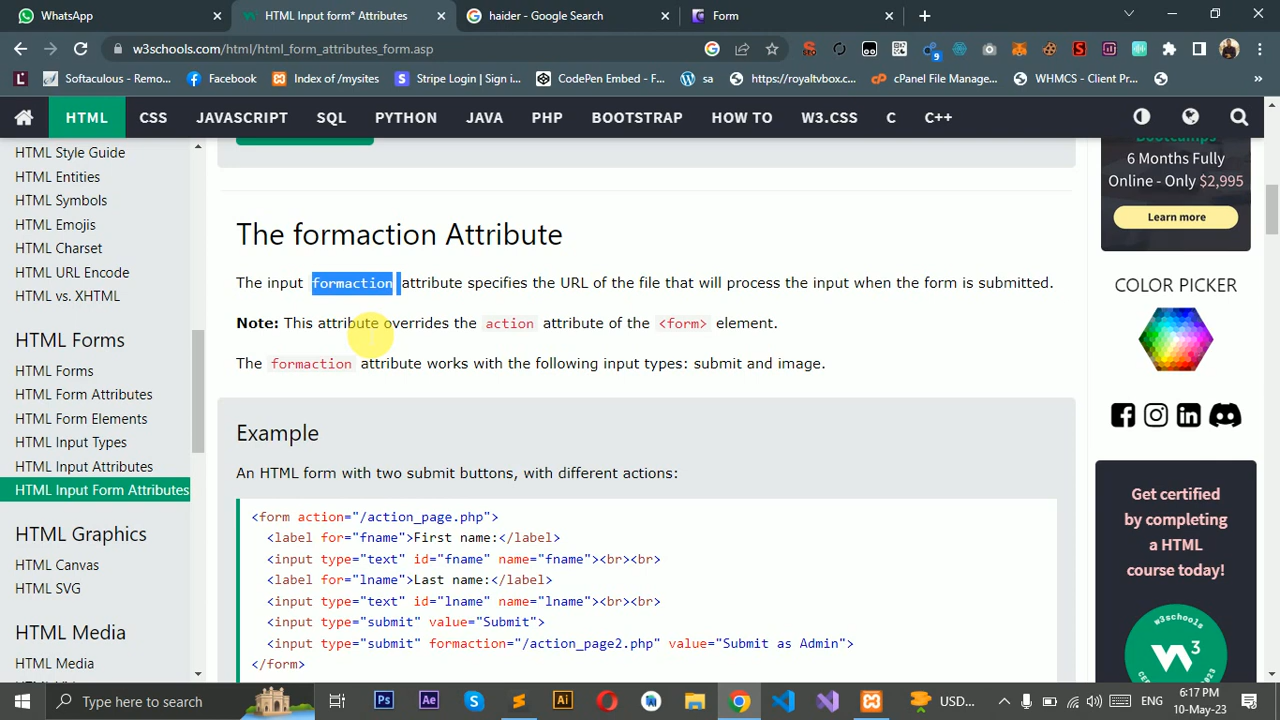 WhatsApp
HTML Input form* Attributes
haider - Google Search
Form
w3schools.com/html/html_form_attributes_form.asp
9
Softaculous - Remo...
Facebook
Index of /mysites
Stripe Login | Sign i...
CodePen Embed - F...
sa
https://royaltvbox.c...
cPanel File Manage...
WHMCS - Client Pr...
HTML
CSS
JAVASCRIPT
SQL
PYTHON
JAVA
PHP
BOOTSTRAP
HOW TO
W3.CSS
C
C++
HTML Style Guide
HTML Entities
HTML Symbols
HTML Emojis
HTML Charset
HTML URL Encode
HTML vs. XHTML
HTML Forms
HTML Forms
HTML Form Attributes
HTML Form Elements
HTML Input Types
HTML Input Attributes
HTML Input Form Attributes
HTML Graphics
HTML Canvas
HTML SVG
HTML Media
HTML Media
The formaction Attribute
The input formaction attribute specifies the URL of the file that will process the input when the form is submitted.
Note: This attribute overrides the action attribute of the <form> element.
The formaction attribute works with the following input types: submit and image.
Example
An HTML form with two submit buttons, with different actions:
<form action="/action_page.php">
<label for="fname">First name:</label>
<input type="text" id="fname" name="fname"><br><br>
<label for="lname">Last name:</label>
<input type="text" id="lname" name="lname"><br><br>
<input type="submit" value="Submit">
<input type="submit" formaction="/action_page2.php" value="Submit as Admin">
</form>
Bootcamps
6 Months Fully
Online - Only $2,995
Learn more
COLOR PICKER
Get certified
by completing
a HTML
course today!
w3schools
W3
Type here to search
Ps
Ae
Ai
USD...
ENG
6:17 PM
10-May-23